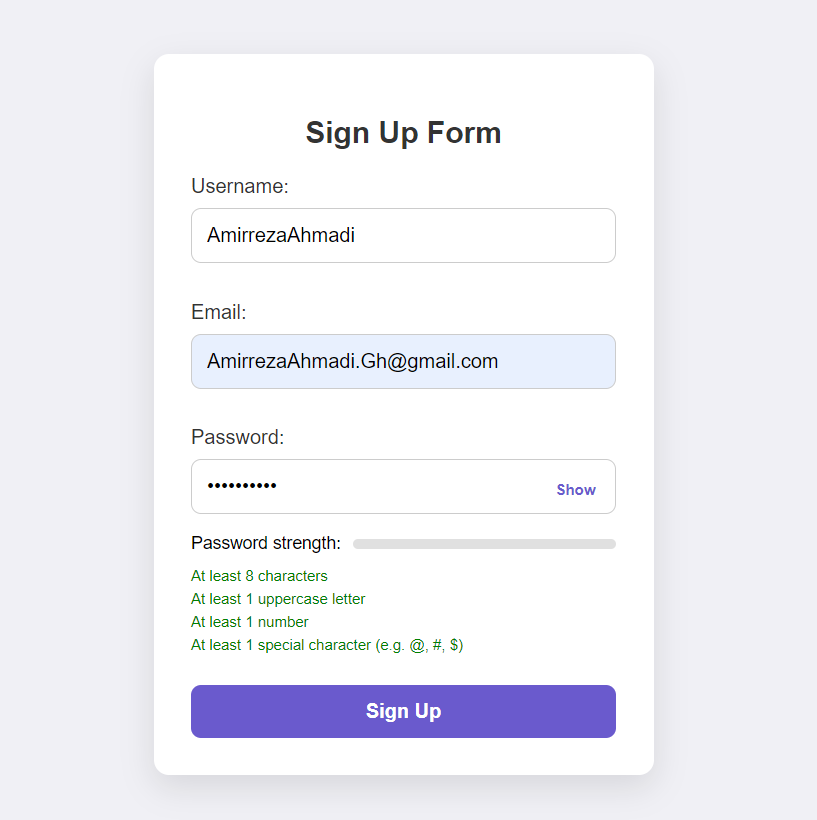 Sign Up Form
Username:
AmirrezaAhmadi
Email:
AmirrezaAhmadi.Gh@gmail.com
Password:
••••••••••
Show
Password strength:
At least 8 characters
At least 1 uppercase letter
At least 1 number
At least 1 special character (e.g. @, #, $)
Sign Up